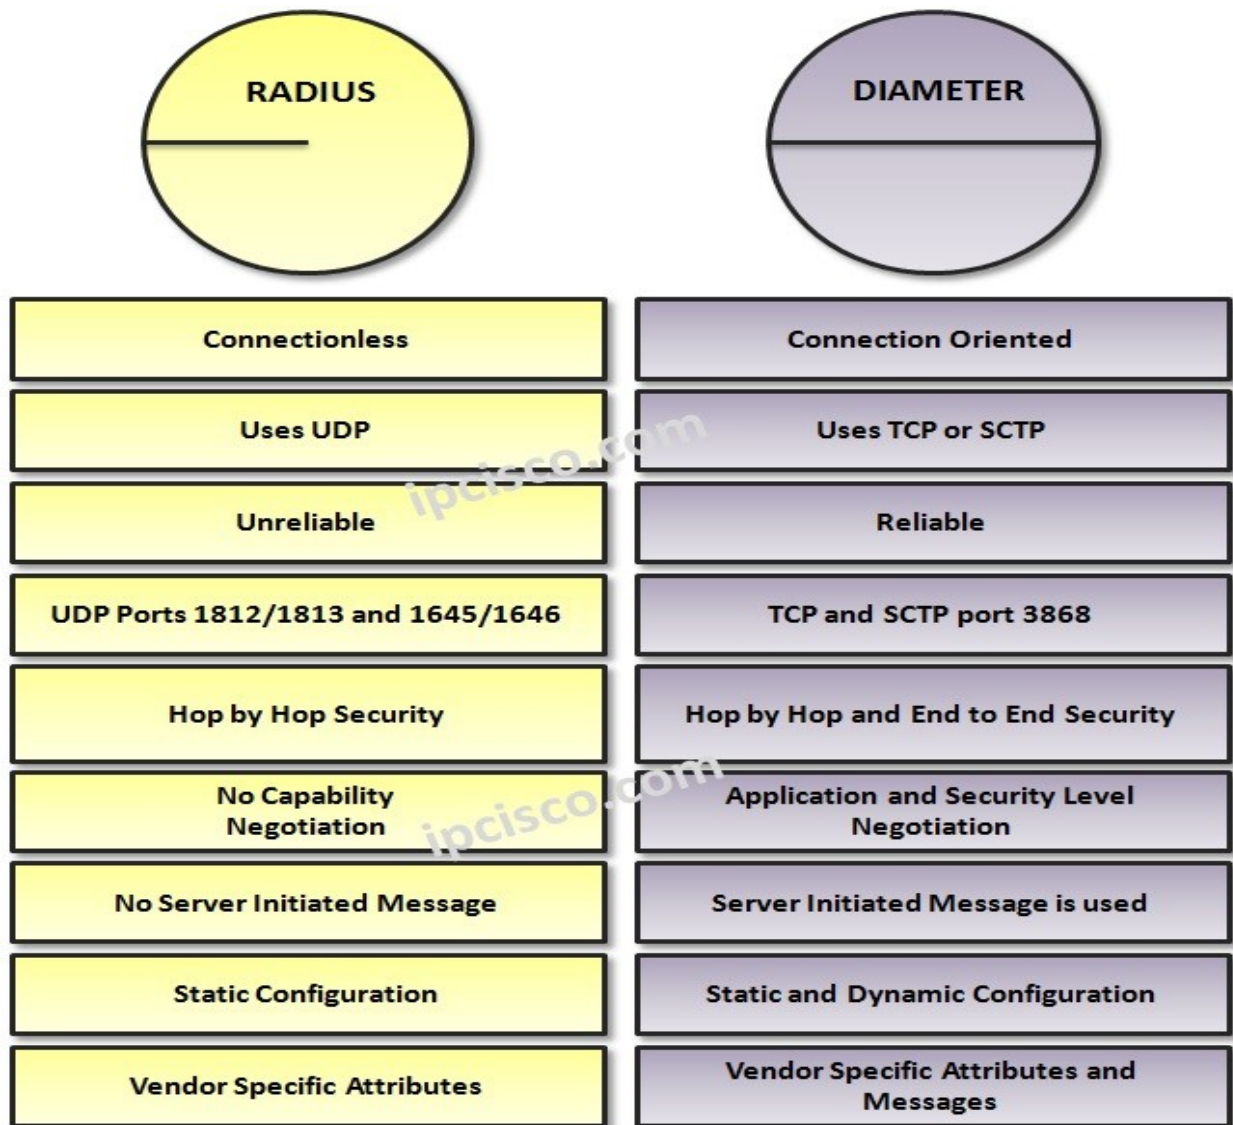 RADIUS
DIAMETER
Connectionless
Connection Oriented
Uses UDP
Uses TCP or SCTP
ipcisco.com
Unreliable
Reliable
UDP Ports 1812/1813 and 1645/1646
TCP and SCTP port 3868
Hop by Hop Security
Hop by Hop and End to End Security
ipcisco.com
No Capability
Negotiation
Application and Security Level
Negotiation
No Server Initiated Message
Server Initiated Message is used
Static Configuration
Static and Dynamic Configuration
Vendor Specific Attributes
Vendor Specific Attributes and
Messages